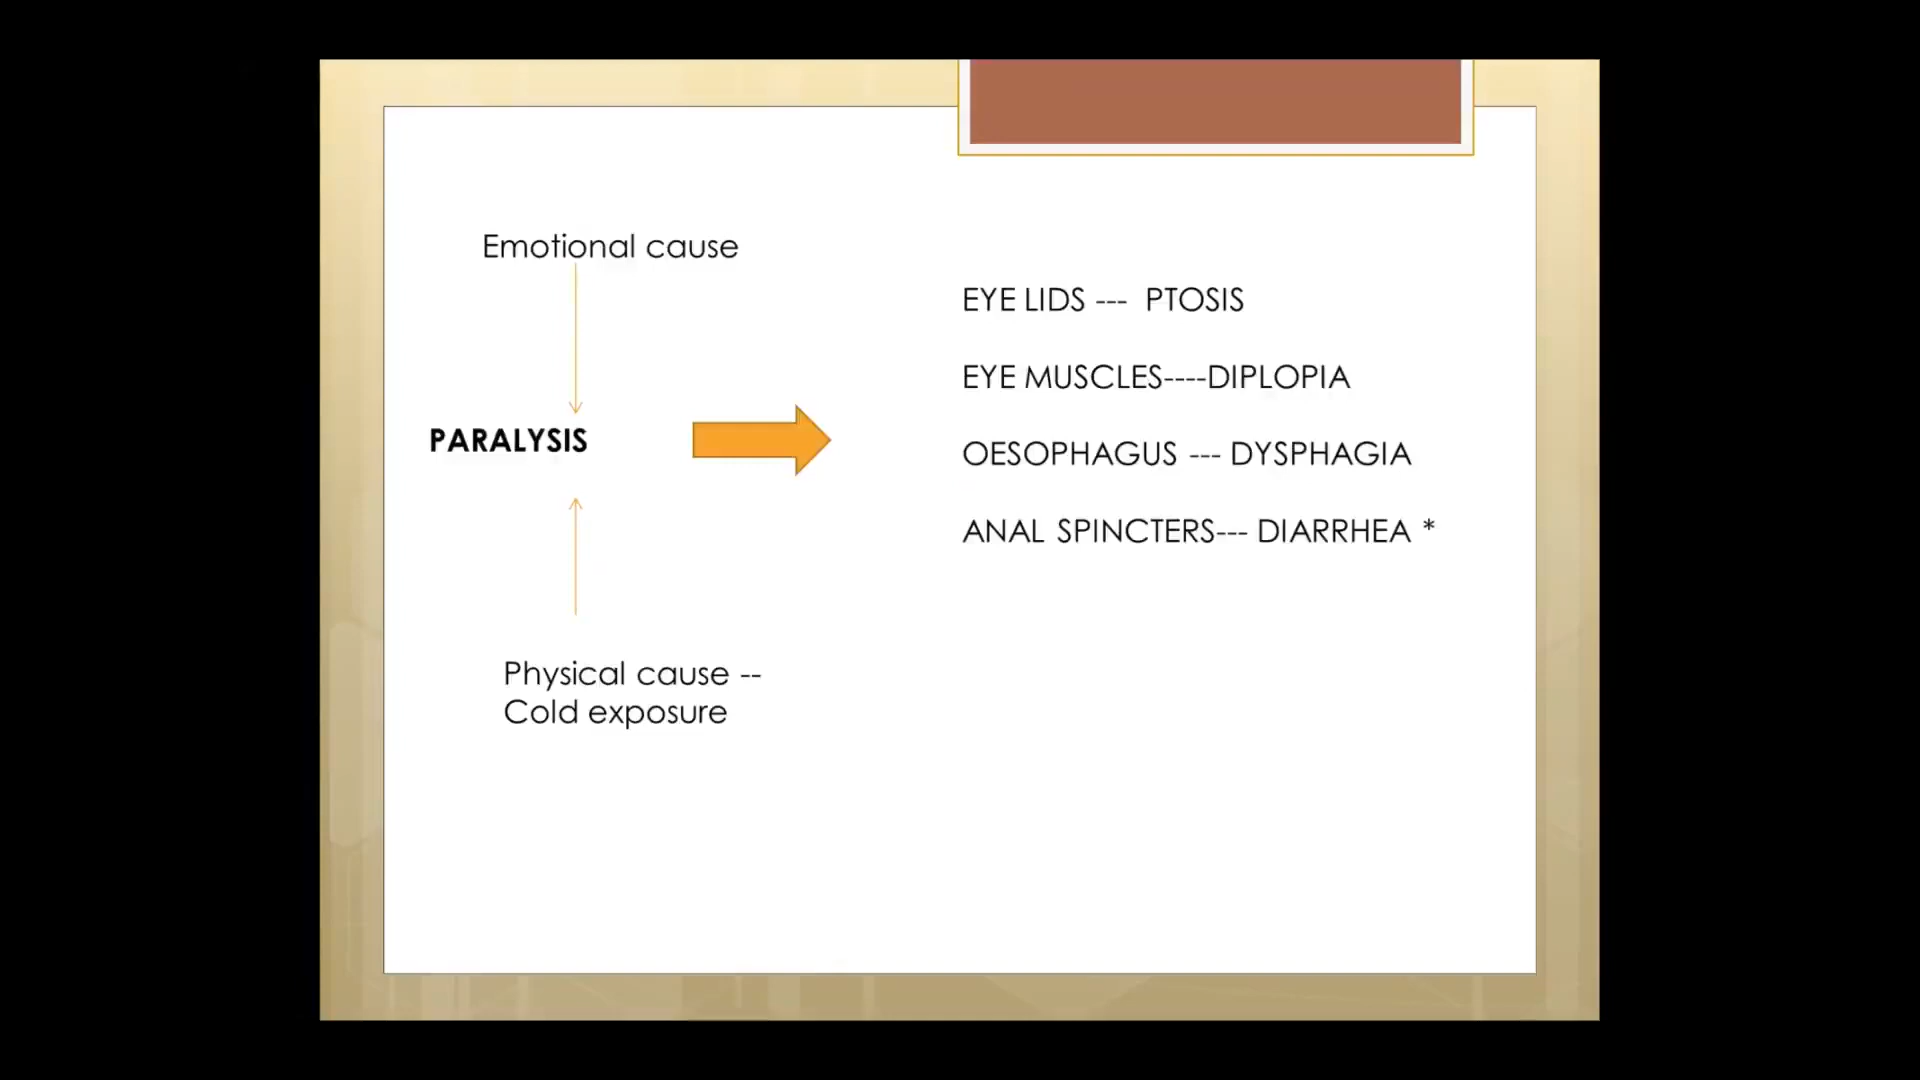 Emotional cause
PARALYSIS
Physical cause --
Cold exposure
EYE LIDS --- PTOSIS
EYE MUSCLES----DIPLOPIA
OESOPHAGUS --- DYSPHAGIA
ANAL SPINCTERS--- DIARRHEA *